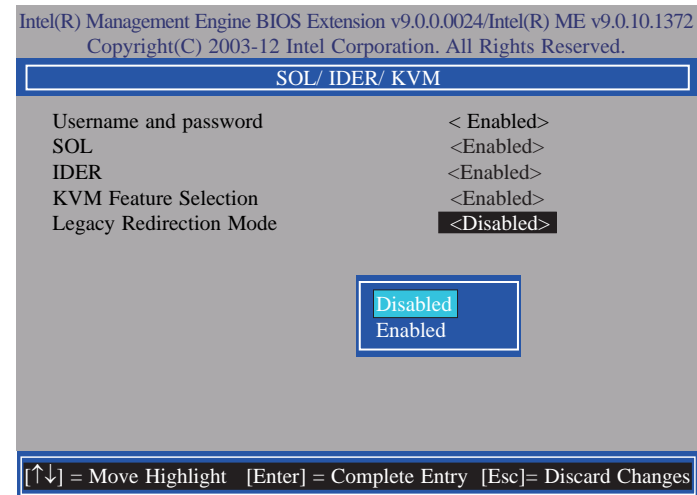 Intel(R) Management Engine BIOS Extension v9.0.0.0024/Intel(R) ME v9.0.10.1372
Copyright(C) 2003-12 Intel Corporation. All Rights Reserved.
SOL/ IDER/ KVM
Username and password < Enabled>
SOL <Enabled>
IDER <Enabled>
KVM Feature Selection <Enabled>
Legacy Redirection Mode <Disabled>
Disabled
Enabled
[↑↓] = Move Highlight [Enter] = Complete Entry [Esc]= Discard Changes